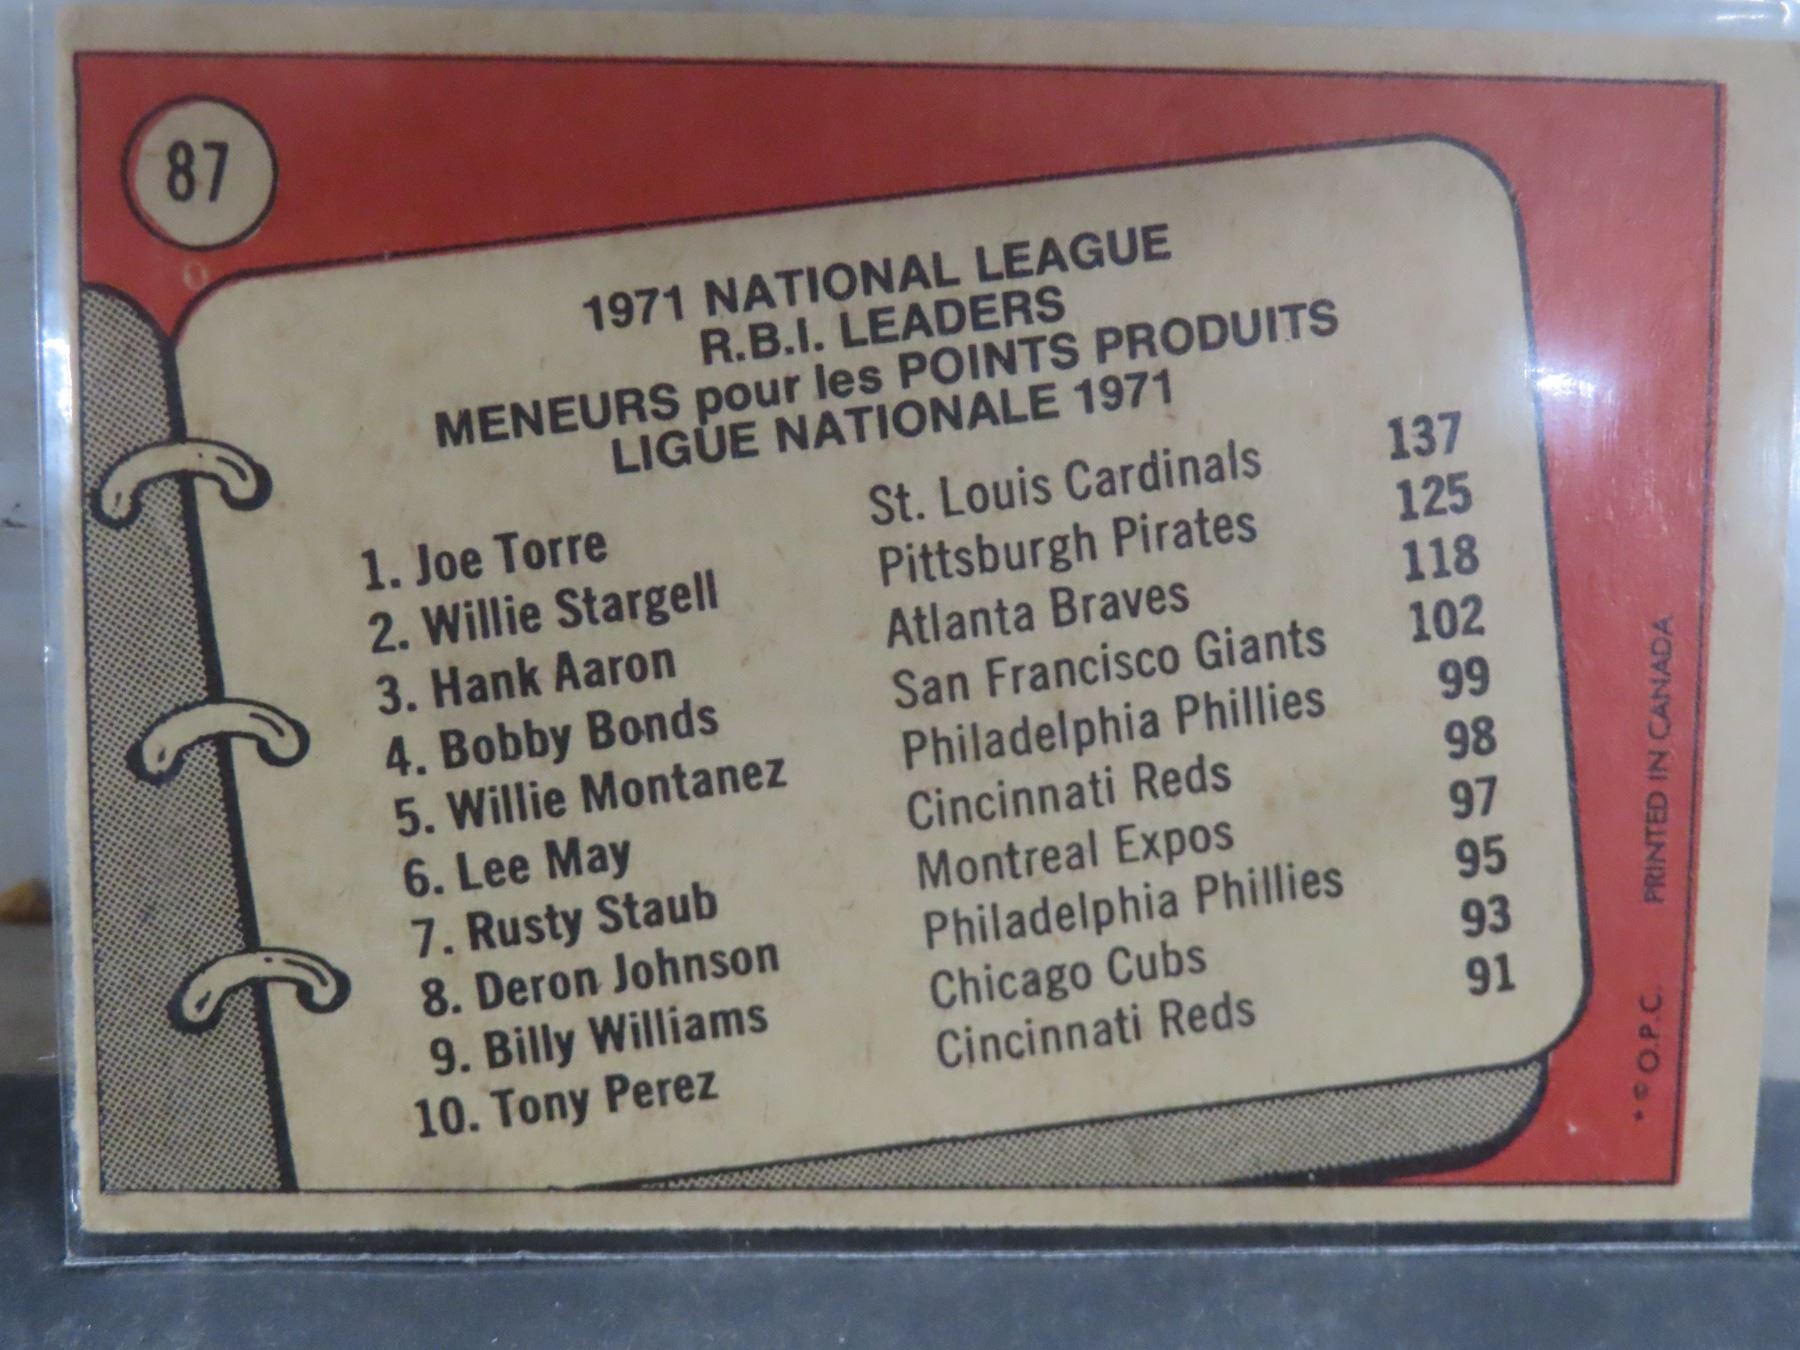 87
1971 NATIONAL LEAGUE
R.B.I. LEADERS
MENEURS pour les POINTS PRODUITS
LIGUE NATIONALE 1971
1. Joe Torre St. Louis Cardinals 137
2. Willie Stargell Pittsburgh Pirates 125
3. Hank Aaron Atlanta Braves 118
4. Bobby Bonds San Francisco Giants 102
5. Willie Montanez Philadelphia Phillies 99
6. Lee May Cincinnati Reds 98
7. Rusty Staub Montreal Expos 97
8. Deron Johnson Philadelphia Phillies 95
9. Billy Williams Chicago Cubs 93
10. Tony Perez Cincinnati Reds 91
* © O.P.C. PRINTED IN CANADA